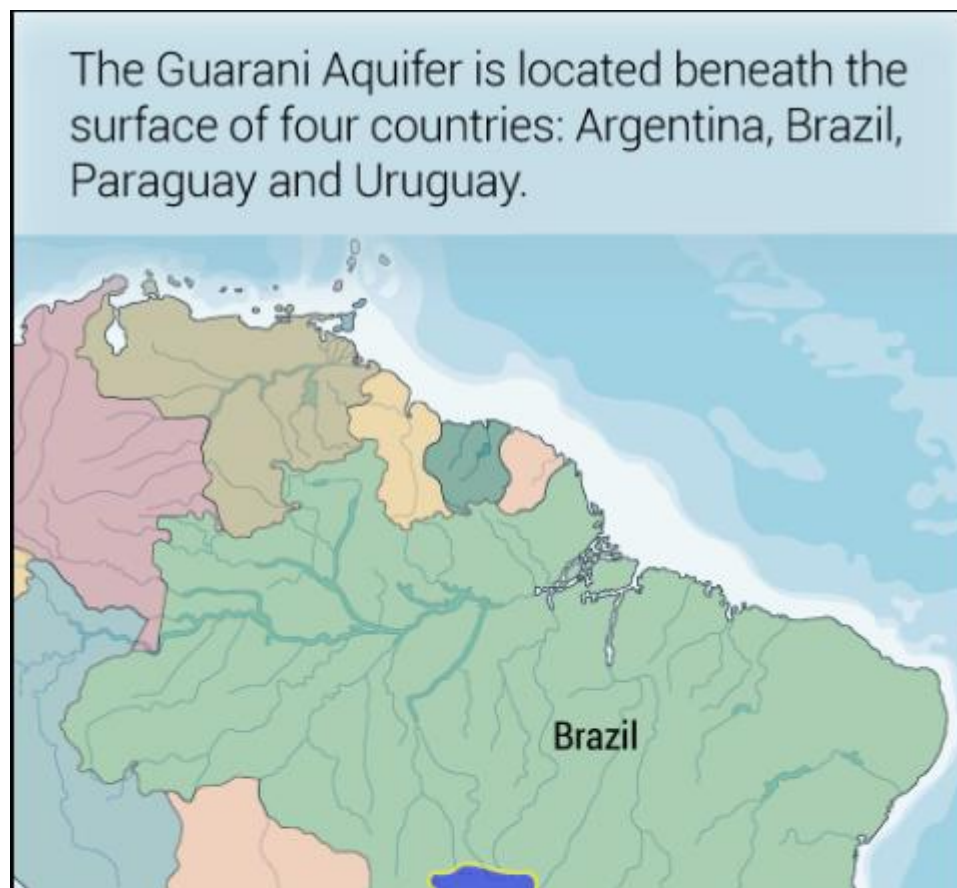 The Guarani Aquifer is located beneath the
surface of four countries: Argentina, Brazil,
Paraguay and Uruguay.
Brazil